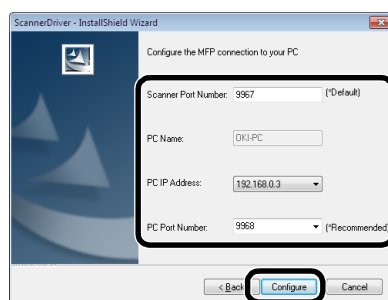 ScannerDriver - InstallShield Wizard
Configure the MFP connection to your PC
Scanner Port Number: 9967 (*Default)
PC Name: OKI-PC
PC IP Address: 192.168.0.3
PC Port Number: 9968 (*Recommended)
< Back Configure Cancel